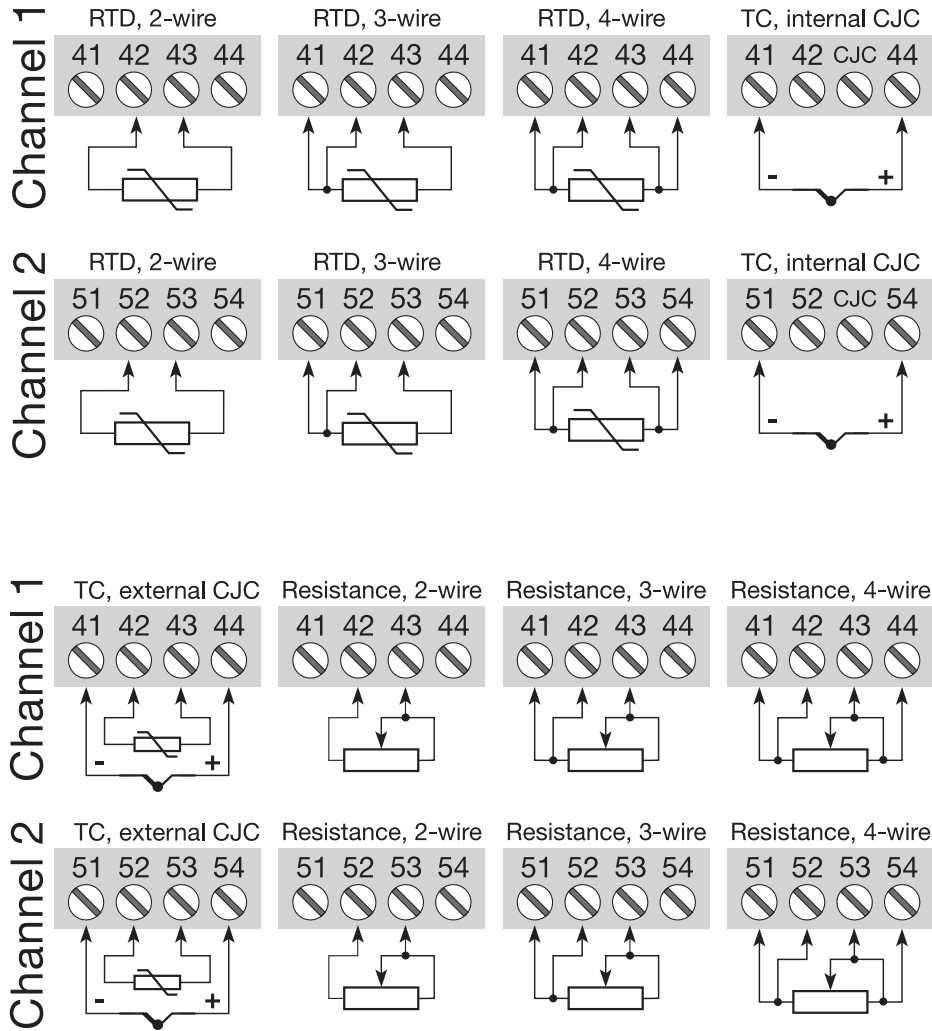 Channel 1
RTD, 2-wire RTD, 3-wire RTD, 4-wire TC, internal CJC
41 42 43 44 41 42 43 44 41 42 43 44 41 42 CJC 44
- +
Channel 2
RTD, 2-wire RTD, 3-wire RTD, 4-wire TC, internal CJC
51 52 53 54 51 52 53 54 51 52 53 54 51 52 CJC 54
- +
Channel 1
TC, external CJC Resistance, 2-wire Resistance, 3-wire Resistance, 4-wire
41 42 43 44 41 42 43 44 41 42 43 44 41 42 43 44
- +
Channel 2
TC, external CJC Resistance, 2-wire Resistance, 3-wire Resistance, 4-wire
51 52 53 54 51 52 53 54 51 52 53 54 51 52 53 54
- +